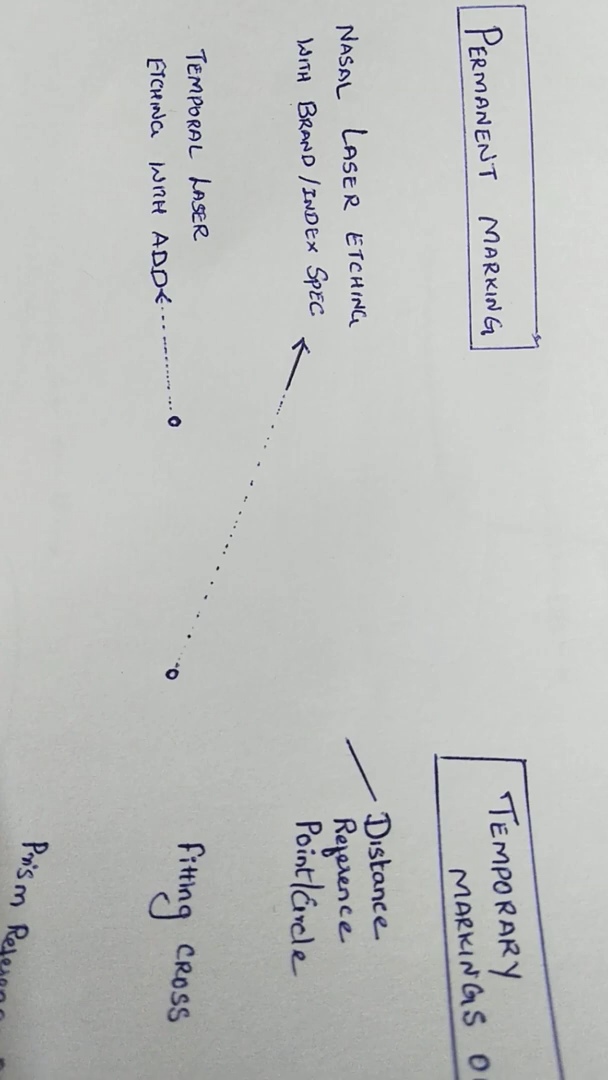 PERMANENT MARKING
NASAL LASER ETCHING
WITH BRAND/INDEX SPEC
TEMPORAL LASER
ETCHING WITH ADD
TEMPORARY
MARKINGS
Distance
Reference
Point/Circle
fitting CROSS
Prism